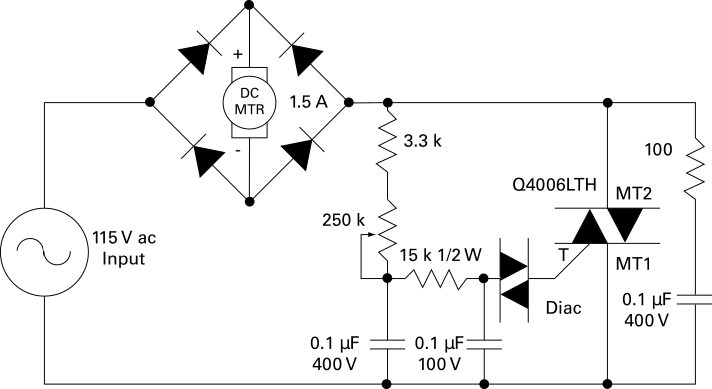 +
DC
MTR
1.5 A
-
3.3 k
100
Q4006LTH
MT2
250 k
115 V ac
Input
15 k 1/2 W
T
MT1
Diac
0.1 µF
400 V
0.1 µF
100 V
0.1 µF
400 V